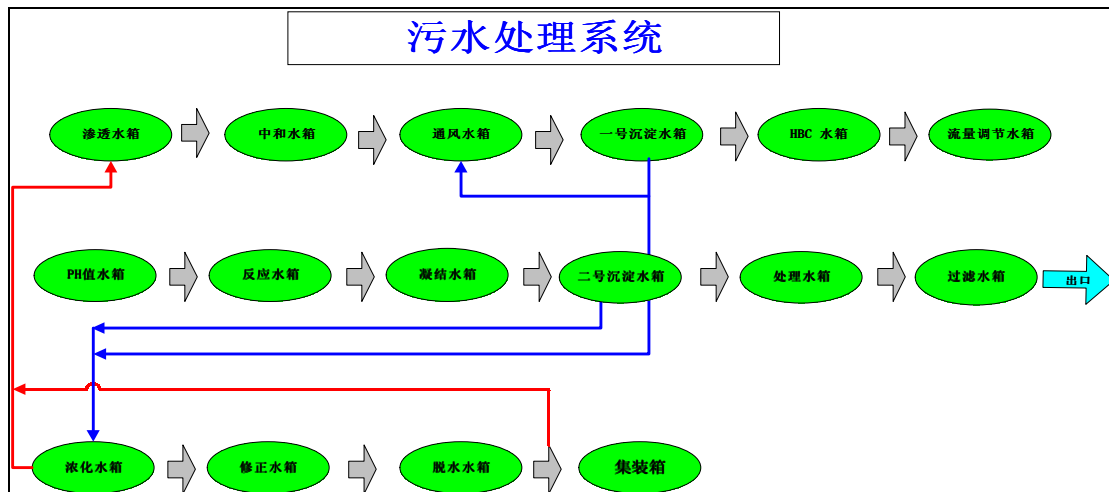 污水处理系统
渗透水箱
中和水箱
通风水箱
一号沉淀水箱
HBC 水箱
流量调节水箱
PH值水箱
反应水箱
凝结水箱
二号沉淀水箱
处理水箱
过滤水箱
出口
浓化水箱
修正水箱
脱水水箱
集装箱